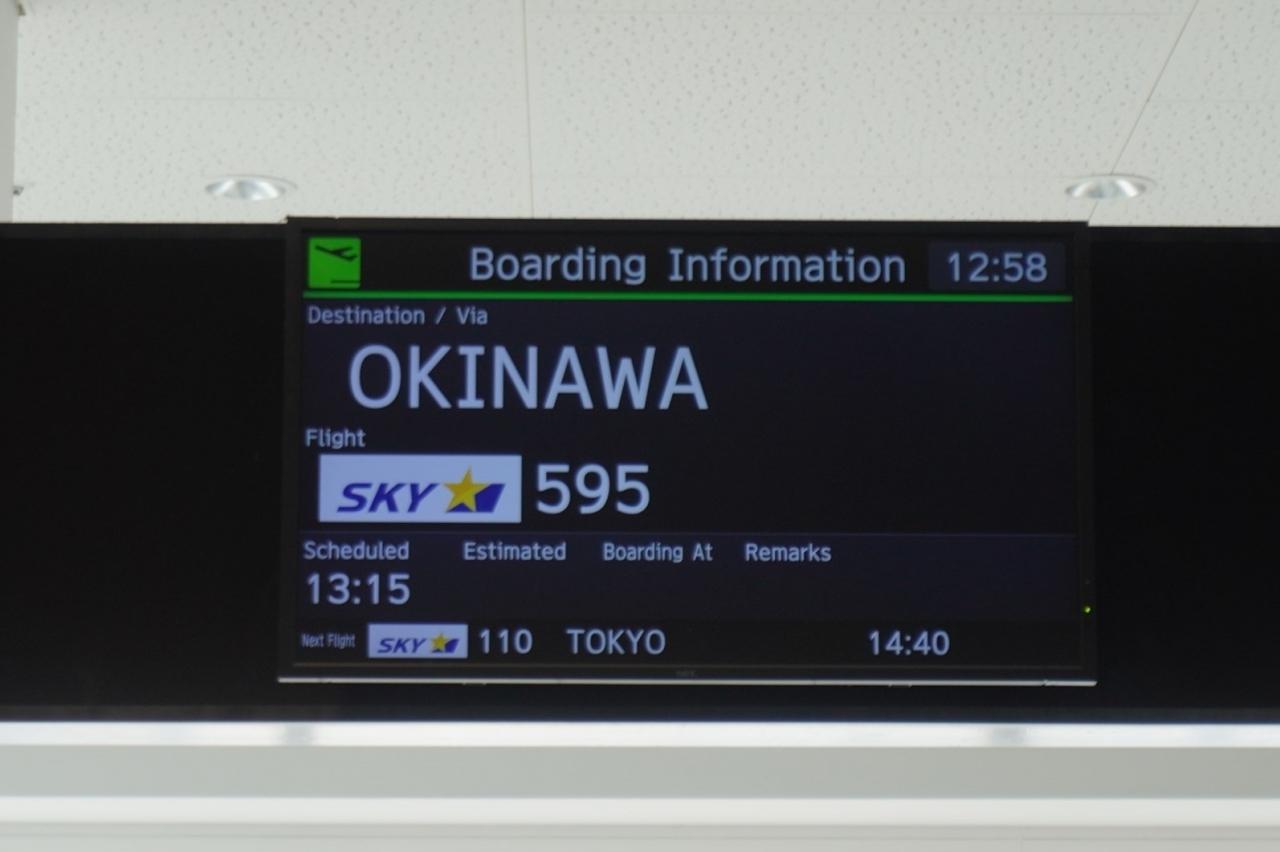 Boarding Information 12:58
Destination / Via
OKINAWA
Flight
SKY 595
Scheduled Estimated Boarding At Remarks
13:15
Next Flight SKY 110 TOKYO 14:40